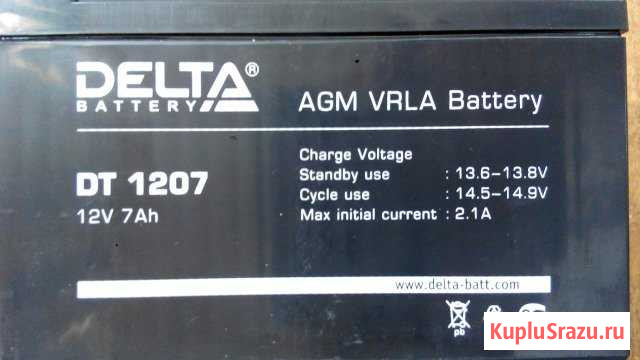 DELTA®
BATTERY
AGM VRLA Battery
DT 1207
12V 7Ah
Charge Voltage
Standby use : 13.6–13.8V
Cycle use : 14.5–14.9V
Max initial current : 2.1A
www.delta-batt.com
pb
KupluSrazu.ru